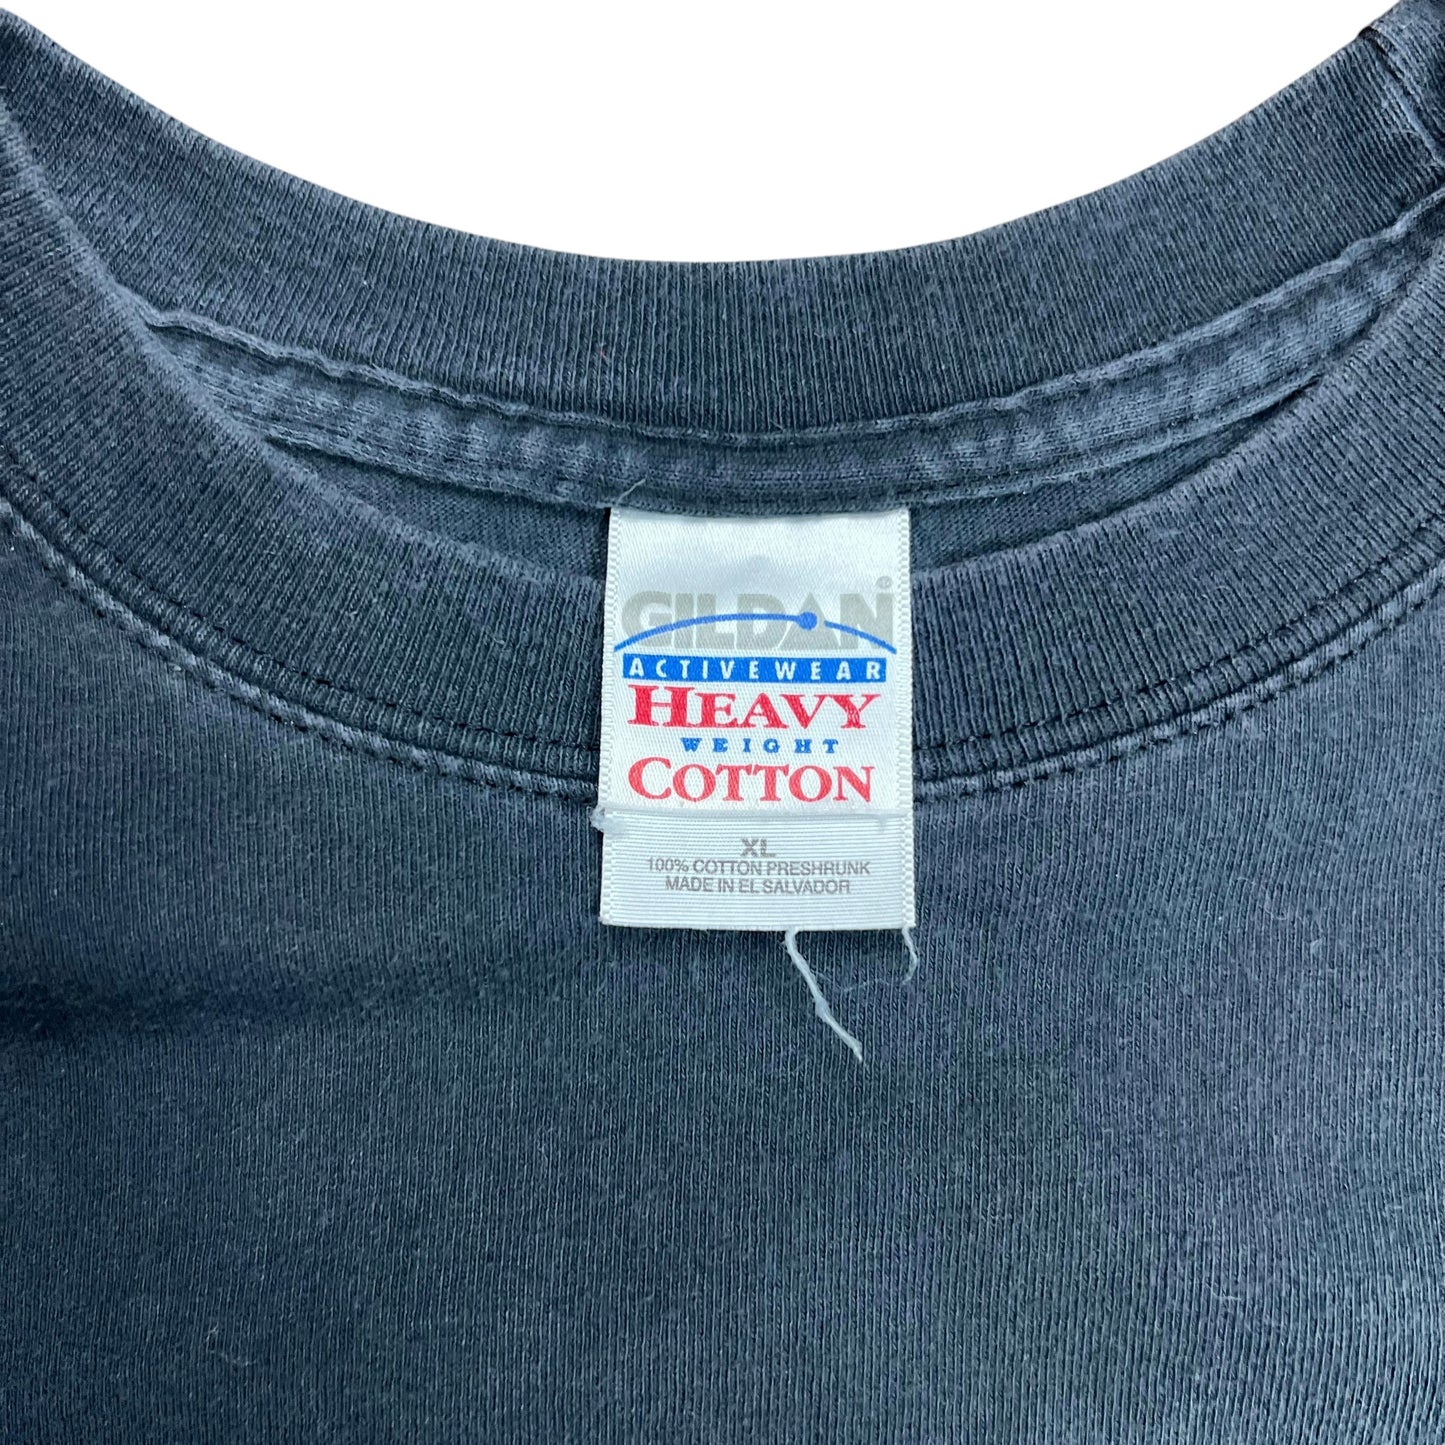 GILDAN
ACTIVEWEAR
HEAVY
WEIGHT
COTTON
XL
100% COTTON PRESHRUNK
MADE IN EL SALVADOR